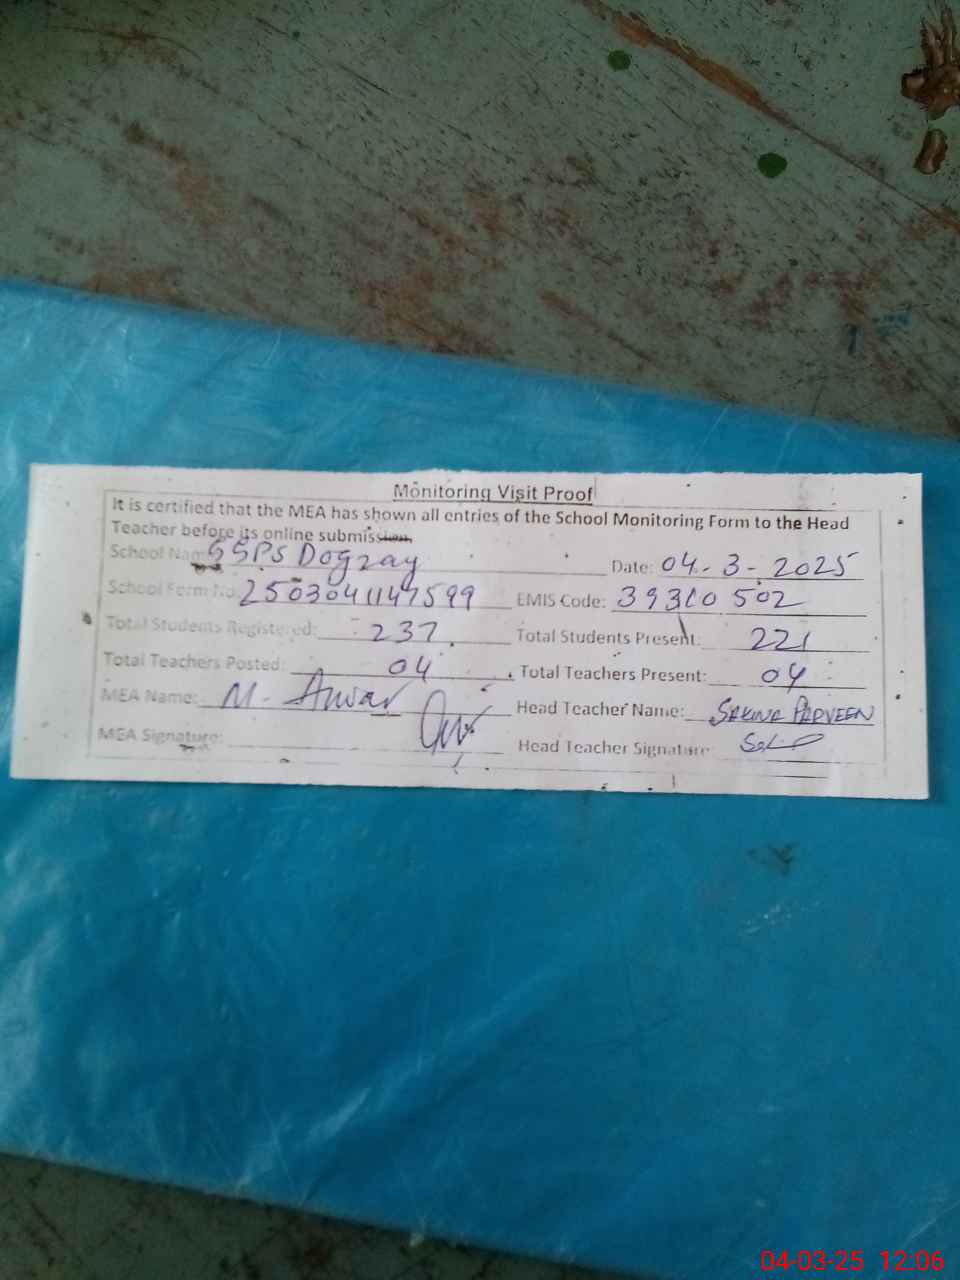 Monitoring Visit Proof
It is certified that the MEA has shown all entries of the School Monitoring Form to the Head
Teacher before its online submission.
School Name: GSPS Dogray Date: 04-3-2025
School Form No. 2503041147599 EMIS Code: 39310502
Total Students Registered: 237 Total Students Present: 221
Total Teachers Posted: 04 Total Teachers Present: 04
MEA Name: M. Anwar Head Teacher Name: SAKINA PARVEEN
MEA Signature: Head Teacher Signature:
04-03-25 12:06